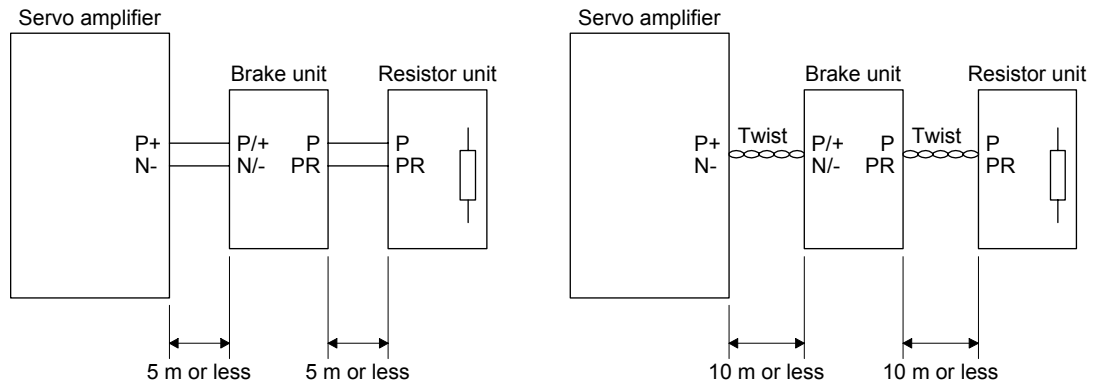 Servo amplifier
Brake unit
Resistor unit
P+
N-
P/+
N/-
P
PR
P
PR
5 m or less
5 m or less
Servo amplifier
Brake unit
Resistor unit
P+
N-
Twist
P/+
N/-
P
PR
Twist
P
PR
10 m or less
10 m or less